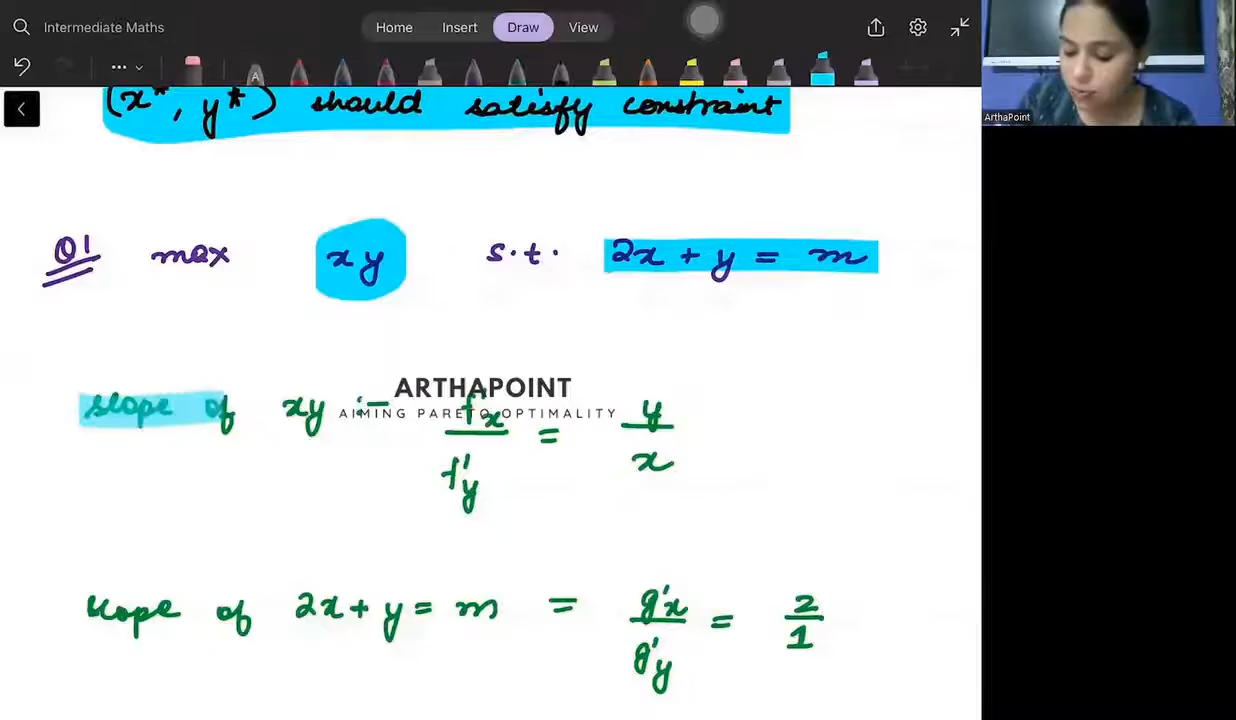 Intermediate Maths
Home Insert Draw View
A
(x*, y*) should satisfy constraint
Q1 max xy s.t. 2x + y = m
ARTHAPOINT
AIMING PARETO OPTIMALITY
slope of xy :- f'x / f'y = y / x
slope of 2x + y = m = g'x / g'y = 2 / 1
ArthaPoint